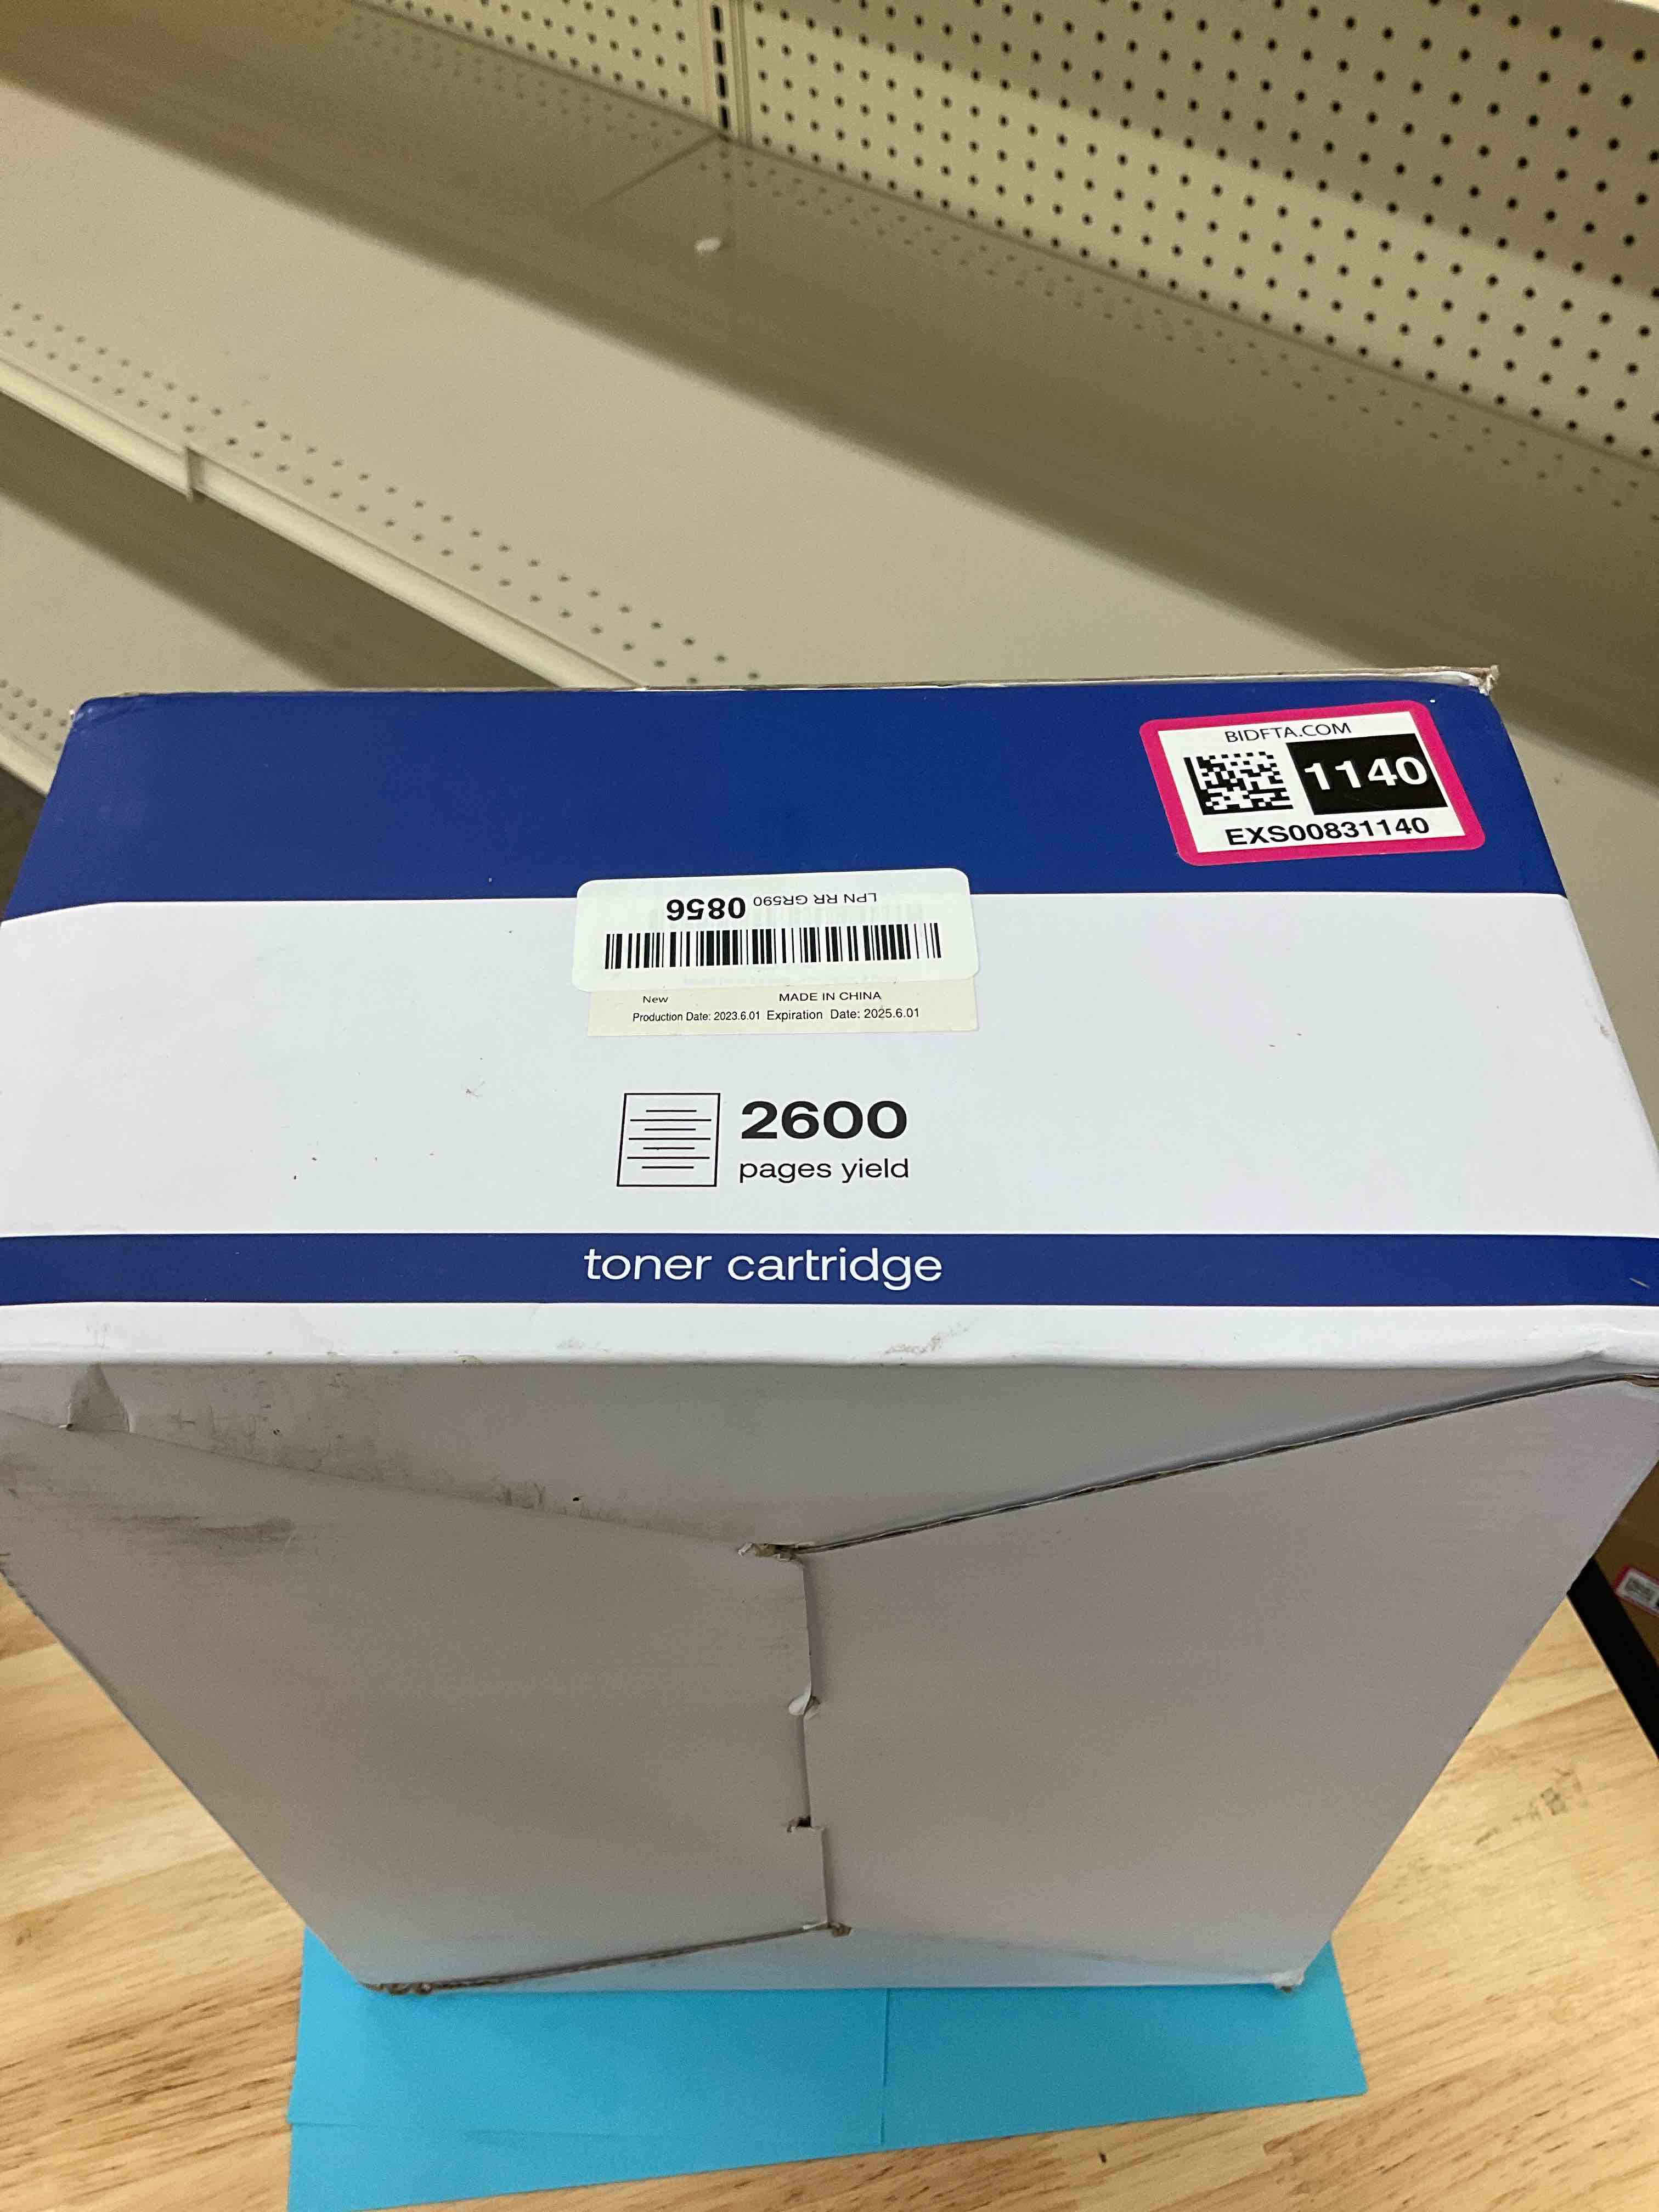 BIDFTA.COM
1140
EXS00831140
LPN RR GR590 0856
New MADE IN CHINA
Production Date: 2023.6.01 Expiration Date: 2025.6.01
2600
pages yield
toner cartridge